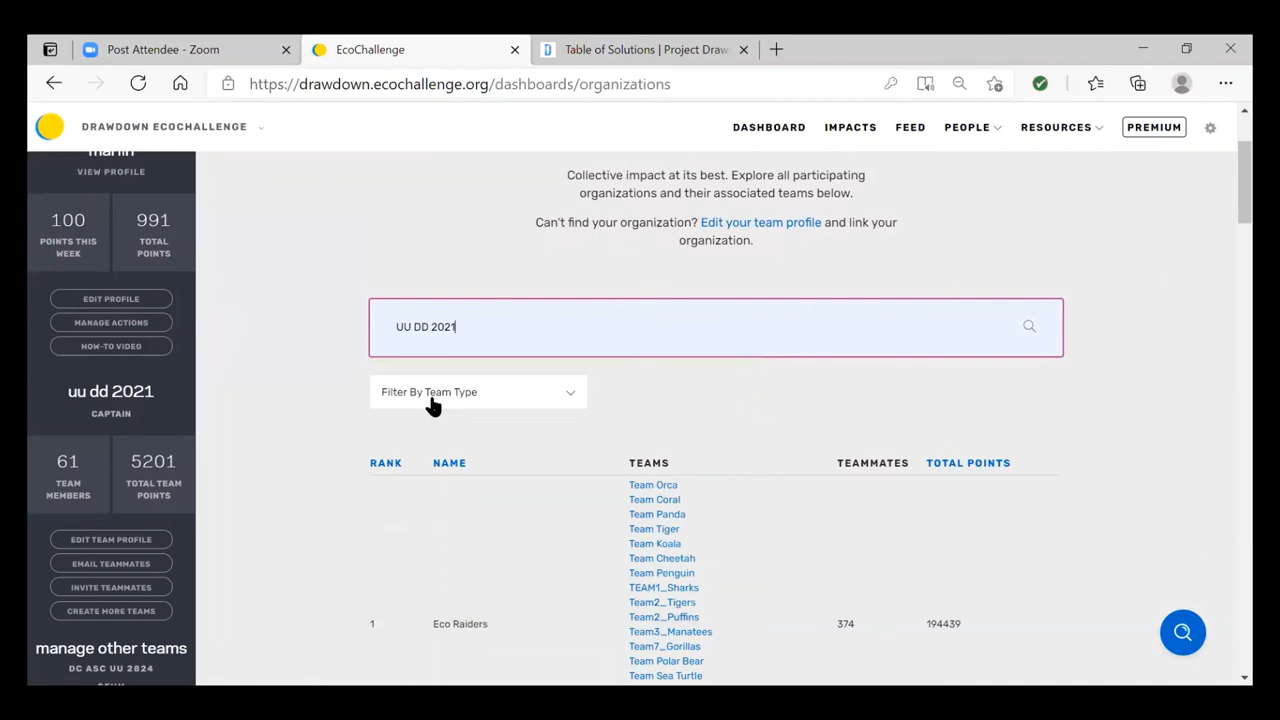 Post Attendee - Zoom
EcoChallenge
Table of Solutions | Project Draw
https://drawdown.ecochallenge.org/dashboards/organizations
DRAWDOWN ECOCHALLENGE
DASHBOARD
IMPACTS
FEED
PEOPLE
RESOURCES
PREMIUM
VIEW PROFILE
100
POINTS THIS
WEEK
991
TOTAL
POINTS
EDIT PROFILE
MANAGE ACTIONS
HOW-TO VIDEO
uu dd 2021
CAPTAIN
61
TEAM
MEMBERS
5201
TOTAL TEAM
POINTS
EDIT TEAM PROFILE
EMAIL TEAMMATES
INVITE TEAMMATES
CREATE MORE TEAMS
manage other teams
DC ASC UU 2824
Collective impact at its best. Explore all participating
organizations and their associated teams below.
Can't find your organization? Edit your team profile and link your
organization.
UU DD 2021
Filter By Team Type
RANK NAME TEAMS TEAMMATES TOTAL POINTS
Team Orca
Team Coral
Team Panda
Team Tiger
Team Koala
Team Cheetah
Team Penguin
TEAM1_Sharks
Team2_Tigers
Team2_Puffins
1 Eco Raiders 374 194439
Team3_Manatees
Team7_Gorillas
Team Polar Bear
Team Sea Turtle